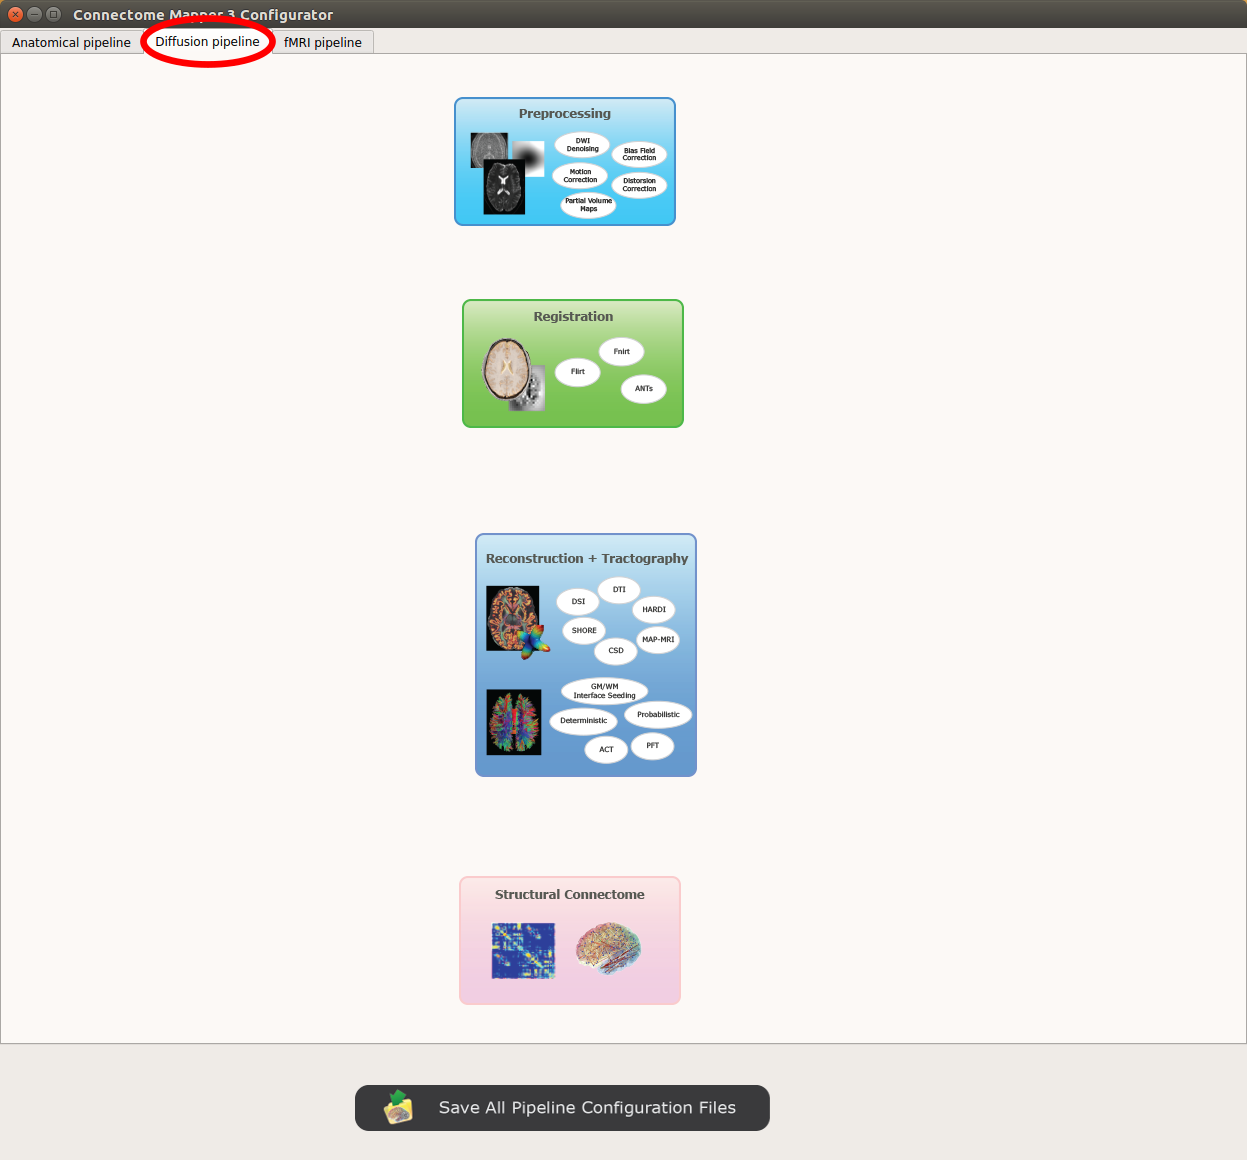 Connectome Mapper 3 Configurator
Anatomical pipeline
Diffusion pipeline
fMRI pipeline
Preprocessing
DWI
Denoising
Bias Field
Correction
Motion
Correction
Distorsion
Correction
Partial Volume
Maps
Registration
Fnirt
Flirt
ANTs
Reconstruction + Tractography
DTI
DSI
HARDI
SHORE
MAP-MRI
CSD
GM/WM
Interface Seeding
Probabilistic
Deterministic
ACT
PFT
Structural Connectome
Save All Pipeline Configuration Files